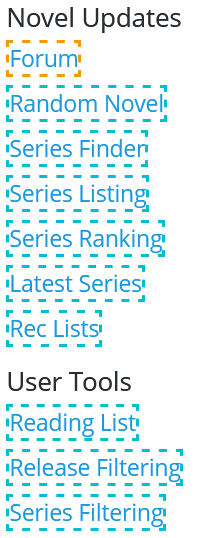 Novel Updates
Forum
Random Novel
Series Finder
Series Listing
Series Ranking
Latest Series
Rec Lists
User Tools
Reading List
Release Filtering
Series Filtering